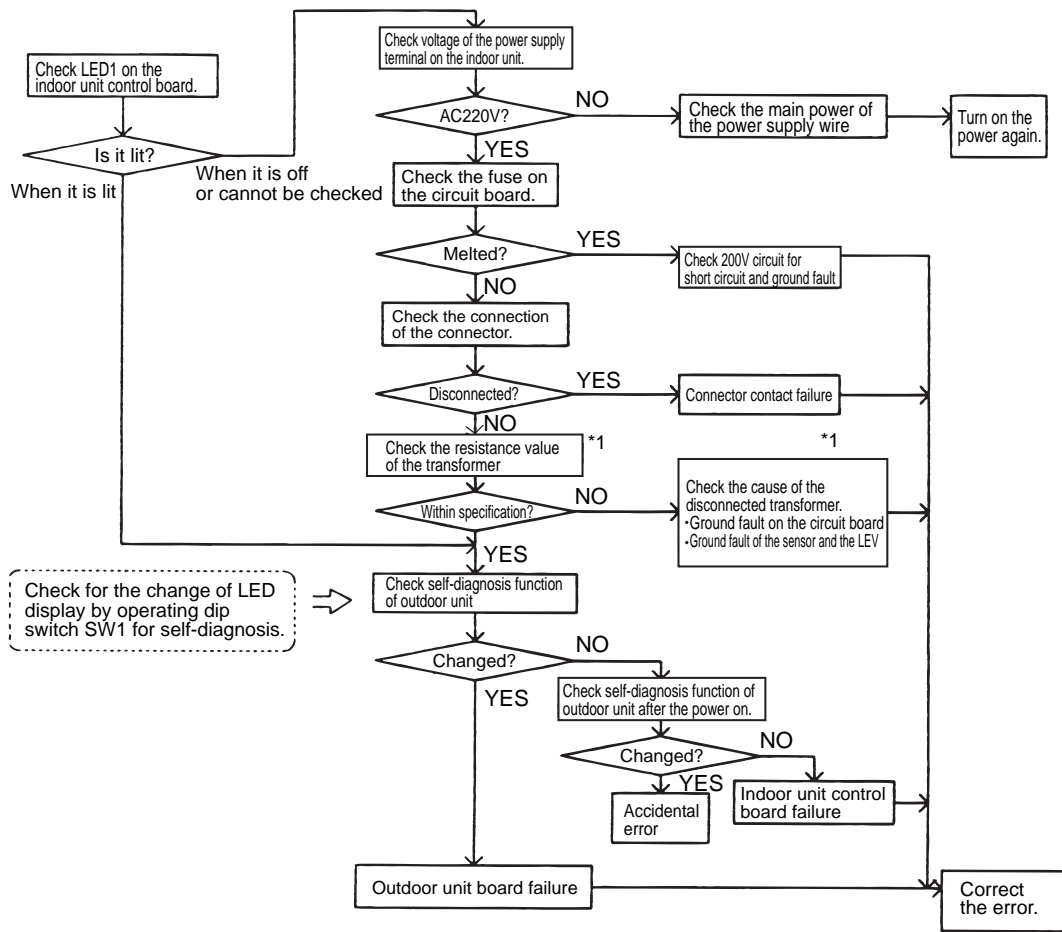 Check voltage of the power supply
terminal on the indoor unit.
Check LED1 on the
indoor unit control board.
AC220V?
NO
Check the main power of
the power supply wire
Turn on the
power again.
Is it lit?
YES
When it is lit
When it is off
or cannot be checked
Check the fuse on
the circuit board.
Melted?
YES
Check 200V circuit for
short circuit and ground fault
NO
Check the connection
of the connector.
Disconnected?
YES
Connector contact failure
NO
Check the resistance value
of the transformer
*1
*1
Within specification?
NO
Check the cause of the
disconnected transformer.
•Ground fault on the circuit board
•Ground fault of the sensor and the LEV
YES
Check for the change of LED
display by operating dip
switch SW1 for self-diagnosis.
Check self-diagnosis function
of outdoor unit
Changed?
NO
YES
Check self-diagnosis function of
outdoor unit after the power on.
Changed?
NO
YES
Accidental
error
Indoor unit control
board failure
Outdoor unit board failure
Correct
the error.